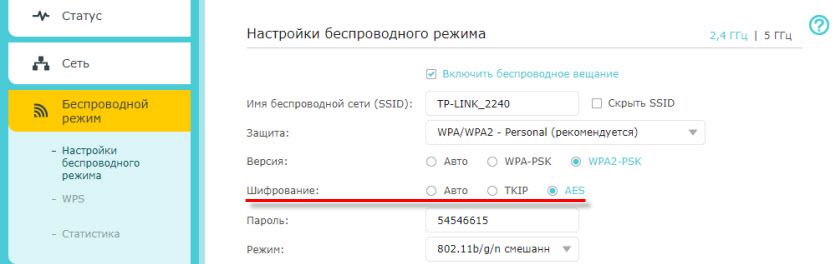 Статус
Сеть
Беспроводной
режим
- Настройки
беспроводного
режима
- WPS
- Статистика
Настройки беспроводного режима
2,4 ГГц | 5 ГГц
?
Включить беспроводное вещание
Имя беспроводной сети (SSID): TP-LINK_2240 Скрыть SSID
Защита: WPA/WPA2 - Personal (рекомендуется)
Версия: Авто WPA-PSK WPA2-PSK
Шифрование: Авто TKIP AES
Пароль: 54546615
Режим: 802.11b/g/n смешанн